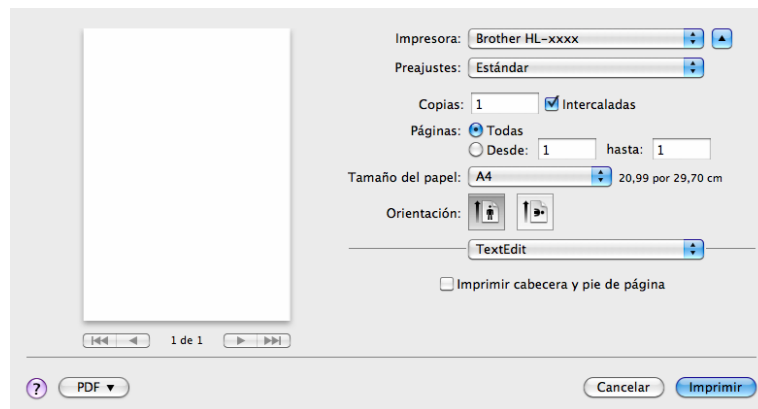 Impresora: Brother HL-xxxx
Preajustes: Estándar
Copias: 1 Intercaladas
Páginas: Todas
Desde: 1 hasta: 1
Tamaño del papel: A4 20,99 por 29,70 cm
Orientación:
TextEdit
Imprimir cabecera y pie de página
1 de 1
? PDF Cancelar Imprimir